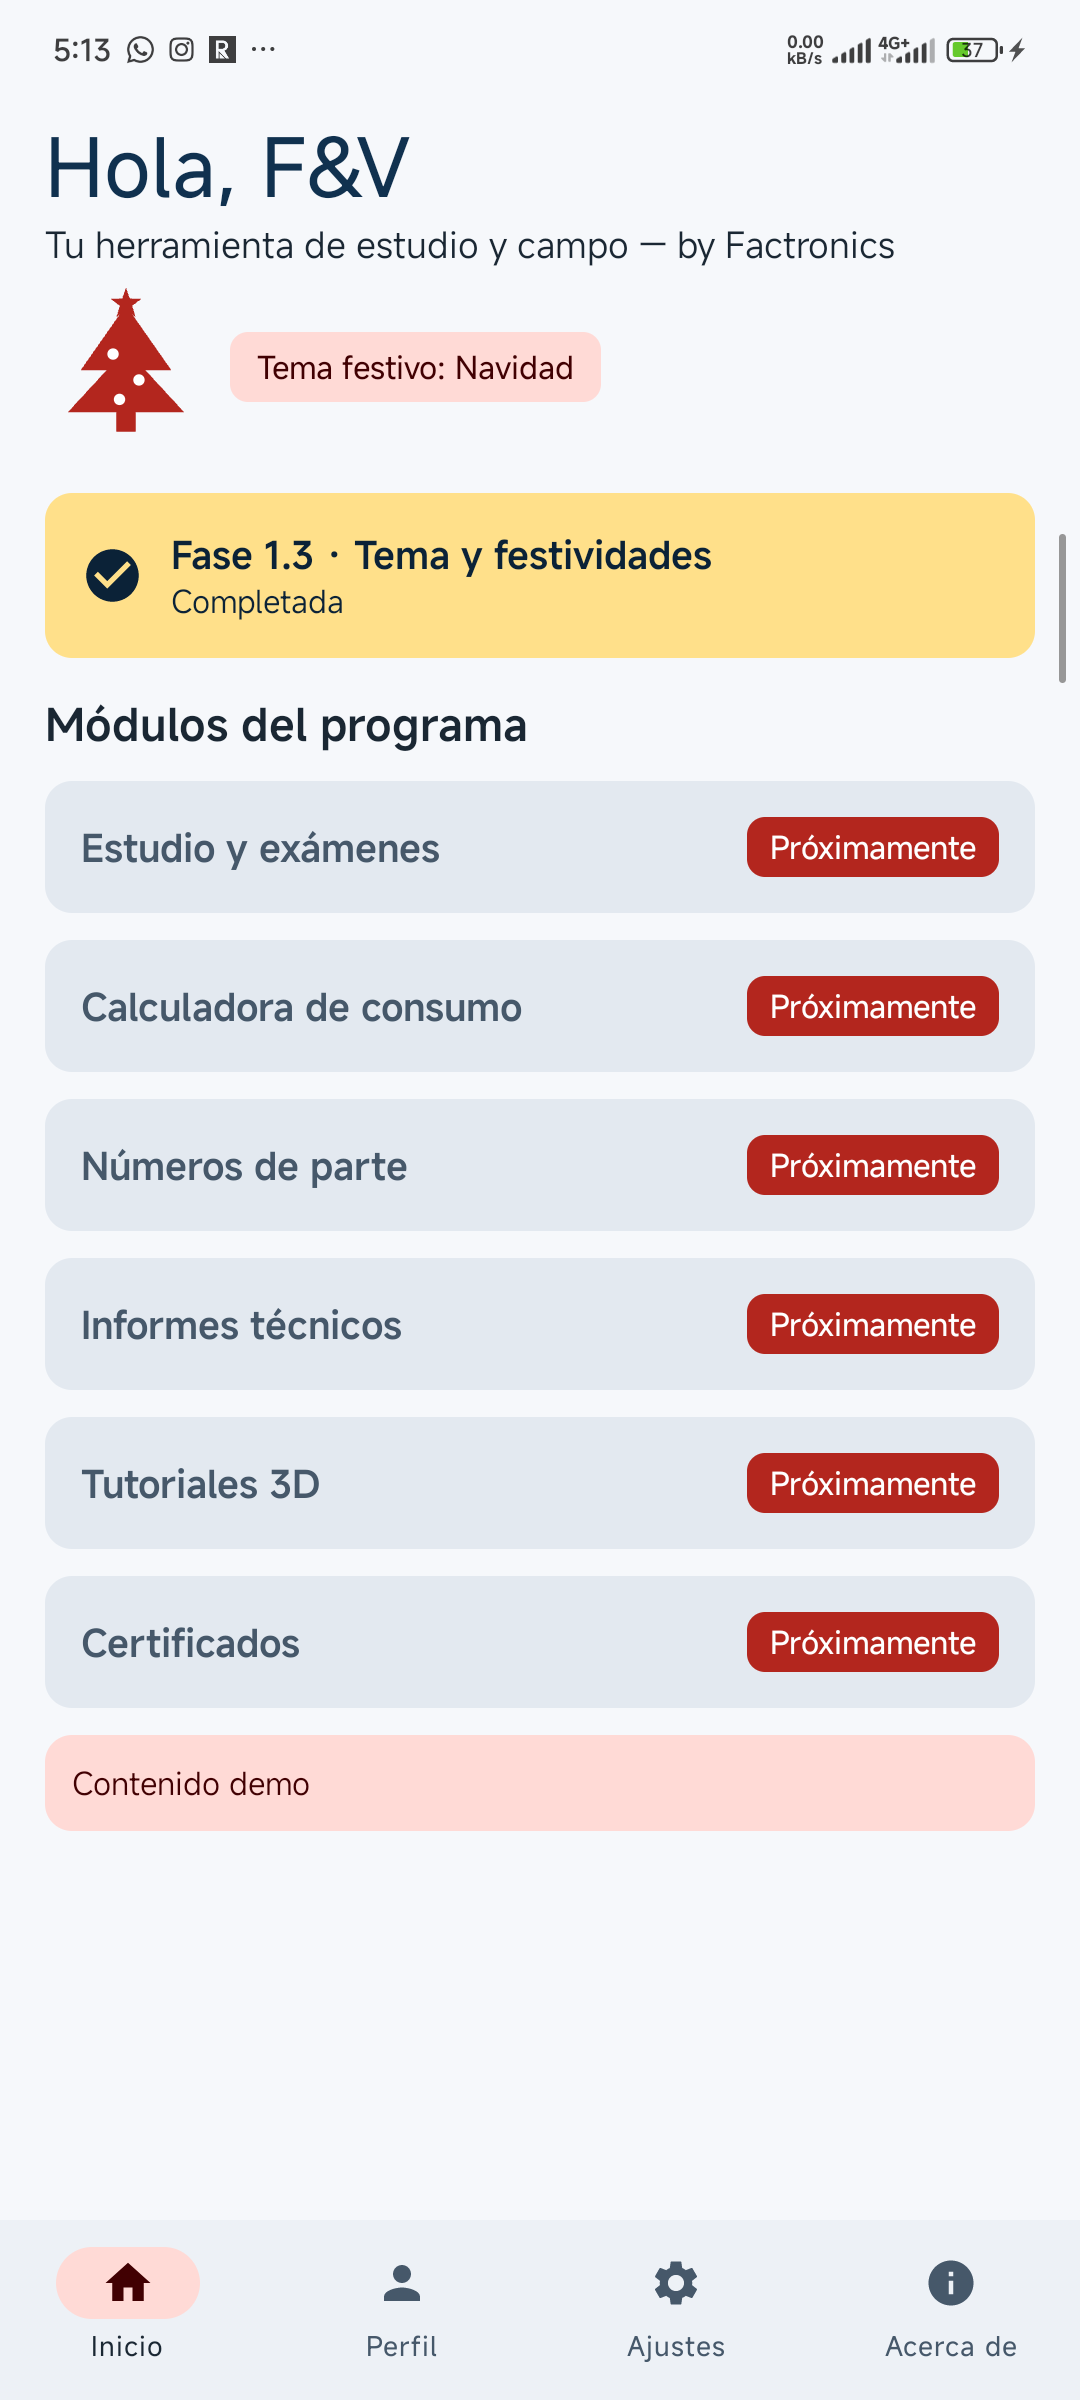 5:13
0.00
kB/s
4G+
37
Hola, F&V
Tu herramienta de estudio y campo — by Factronics
Tema festivo: Navidad
Fase 1.3 · Tema y festividades
Completada
Módulos del programa
Estudio y exámenes
Próximamente
Calculadora de consumo
Próximamente
Números de parte
Próximamente
Informes técnicos
Próximamente
Tutoriales 3D
Próximamente
Certificados
Próximamente
Contenido demo
Inicio
Perfil
Ajustes
Acerca de